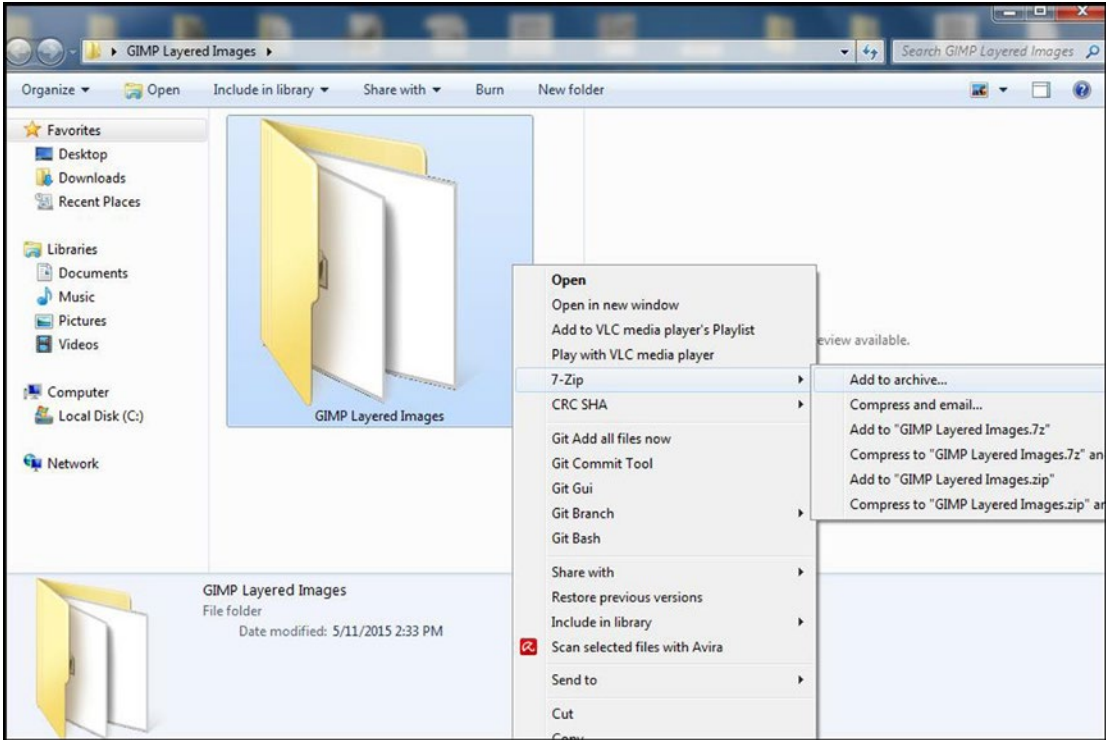 GIMP Layered Images
Search GIMP Layered Images
Organize Open Include in library Share with Burn New folder
Favorites
Desktop
Downloads
Recent Places
Libraries
Documents
Music
Pictures
Videos
Computer
Local Disk (C:)
Network
GIMP Layered Images
eview available.
Open
Open in new window
Add to VLC media player's Playlist
Play with VLC media player
7-Zip
CRC SHA
Git Add all files now
Git Commit Tool
Git Gui
Git Branch
Git Bash
Share with
Restore previous versions
Include in library
Scan selected files with Avira
Send to
Cut
Copy
Add to archive...
Compress and email...
Add to "GIMP Layered Images.7z"
Compress to "GIMP Layered Images.7z" an
Add to "GIMP Layered Images.zip"
Compress to "GIMP Layered Images.zip" ar
GIMP Layered Images
File folder
Date modified: 5/11/2015 2:33 PM